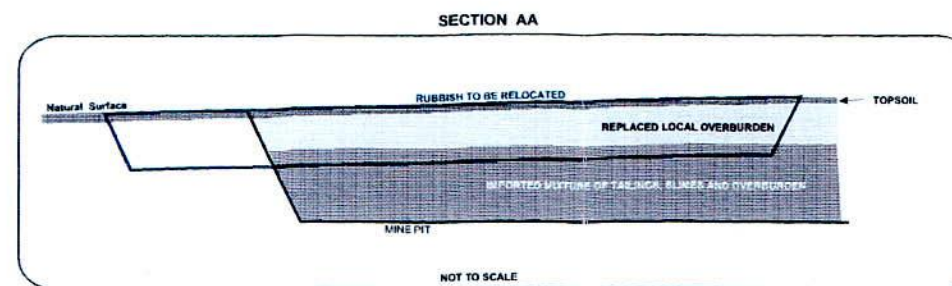 SECTION AA
Natural Surface
RUBBISH TO BE RELOCATED
TOPSOIL
REPLACED LOCAL OVERBURDEN
IMPORTED MIXTURE OF TAILINGS, SLIMES AND OVERBURDEN
MINE PIT
NOT TO SCALE